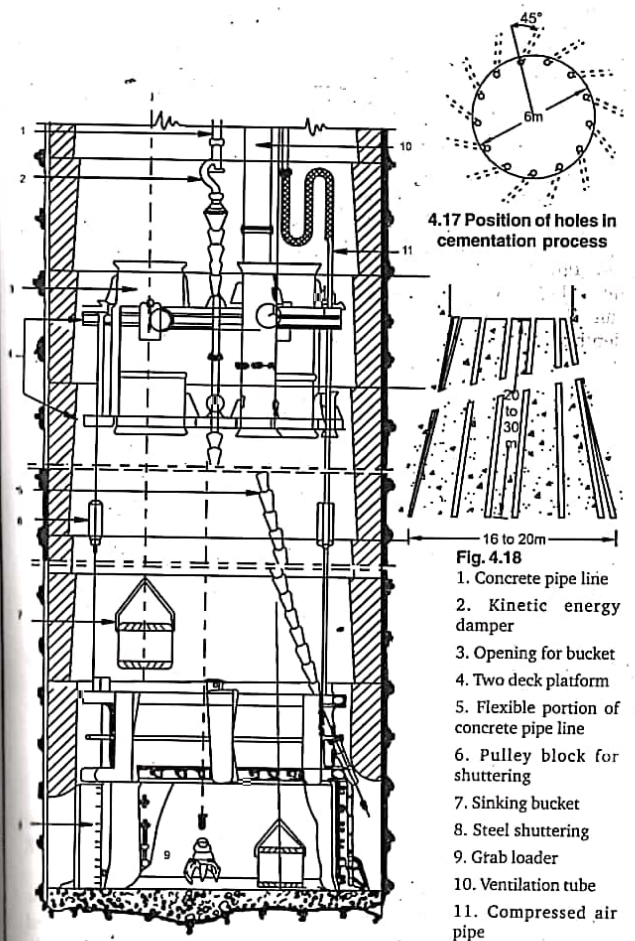 45°
6m
4.17 Position of holes in
cementation process
20
to
30
m
16 to 20m
Fig. 4.18
1. Concrete pipe line
2. Kinetic energy
damper
3. Opening for bucket
4. Two deck platform
5. Flexible portion of
concrete pipe line
6. Pulley block for
shuttering
7. Sinking bucket
8. Steel shuttering
9. Grab loader
10. Ventilation tube
11. Compressed air
pipe
1
10
2
11
6
7
9